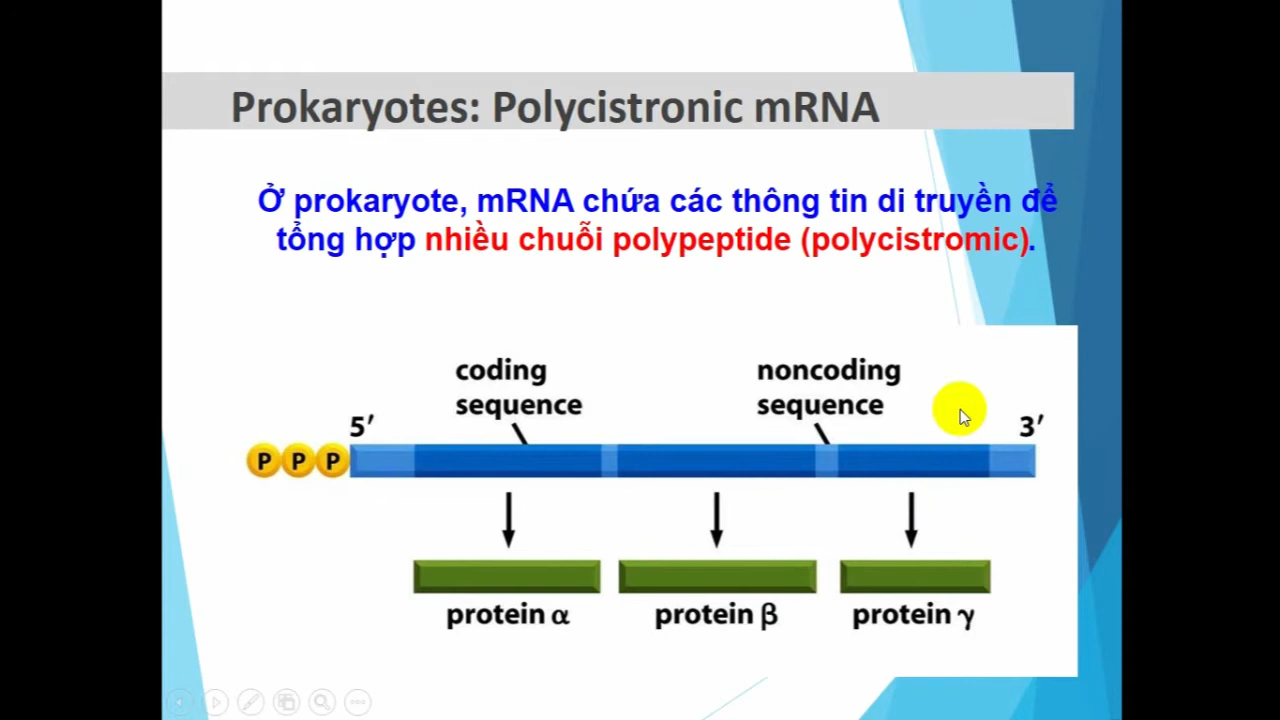 Prokaryotes: Polycistronic mRNA
Ở prokaryote, mRNA chứa các thông tin di truyền để
tổng hợp nhiều chuỗi polypeptide (polycistromic).
coding
sequence
noncoding
sequence
5′
3′
P P P
protein α
protein β
protein γ